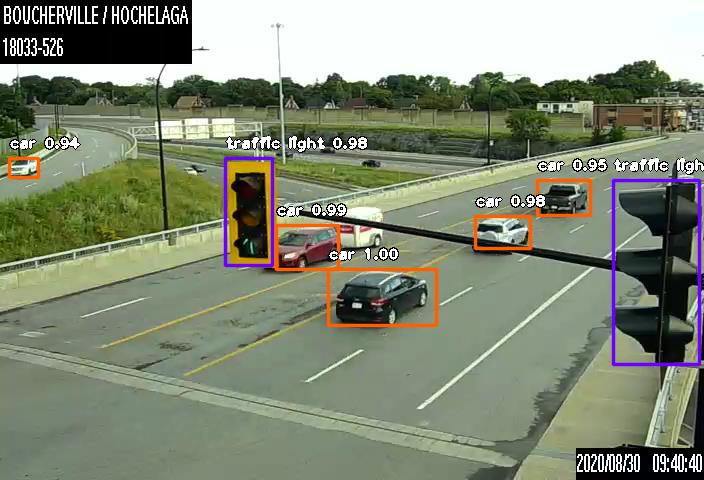 BOUCHERVILLE / HOCHELAGA
18033-526
car 0.94
traffic light 0.98
car 0.95
traffic ligh
car 0.98
car 0.99
car 1.00
2020/08/30 09:40:40